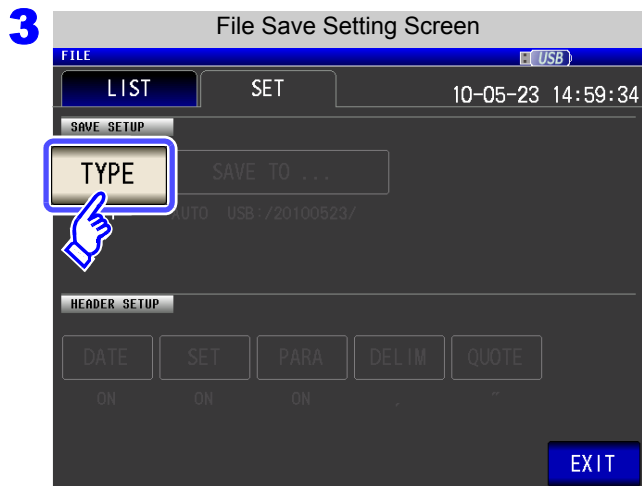 3
File Save Setting Screen
FILE USB
LIST SET 10-05-23 14:59:34
SAVE SETUP
TYPE SAVE TO ...
AUTO USB:/20100523/
HEADER SETUP
DATE SET PARA DELIM QUOTE
ON ON ON , ″
EXIT